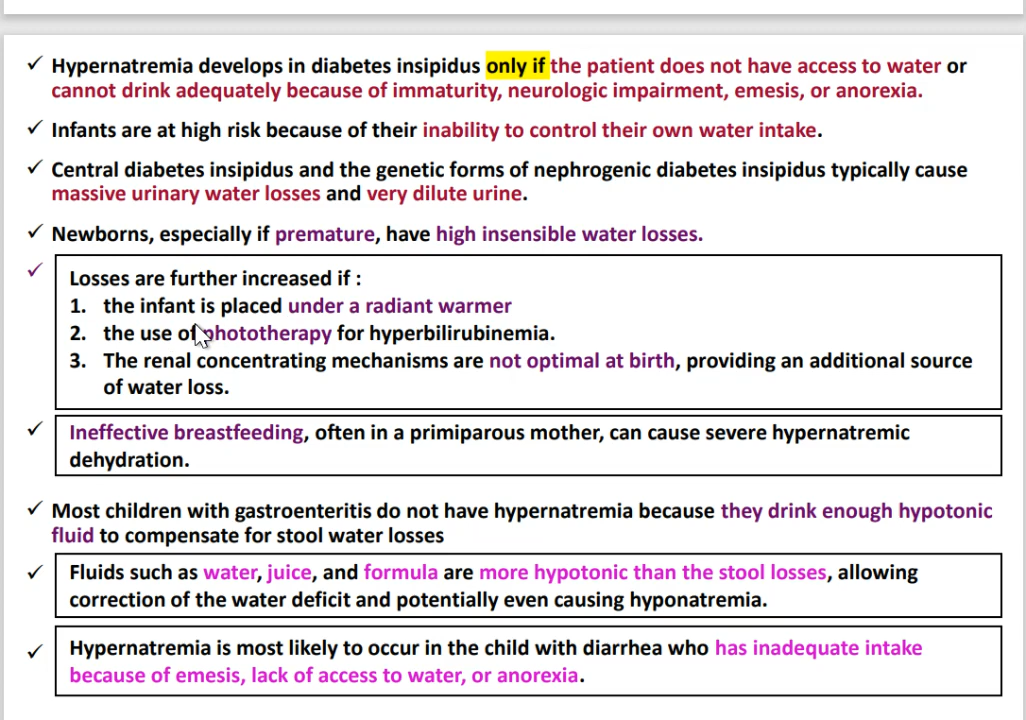 ✓ Hypernatremia develops in diabetes insipidus only if the patient does not have access to water or
cannot drink adequately because of immaturity, neurologic impairment, emesis, or anorexia.
✓ Infants are at high risk because of their inability to control their own water intake.
✓ Central diabetes insipidus and the genetic forms of nephrogenic diabetes insipidus typically cause
massive urinary water losses and very dilute urine.
✓ Newborns, especially if premature, have high insensible water losses.
✓ Losses are further increased if :
1. the infant is placed under a radiant warmer
2. the use of phototherapy for hyperbilirubinemia.
3. The renal concentrating mechanisms are not optimal at birth, providing an additional source
of water loss.
✓ Ineffective breastfeeding, often in a primiparous mother, can cause severe hypernatremic
dehydration.
✓ Most children with gastroenteritis do not have hypernatremia because they drink enough hypotonic
fluid to compensate for stool water losses
✓ Fluids such as water, juice, and formula are more hypotonic than the stool losses, allowing
correction of the water deficit and potentially even causing hyponatremia.
✓ Hypernatremia is most likely to occur in the child with diarrhea who has inadequate intake
because of emesis, lack of access to water, or anorexia.